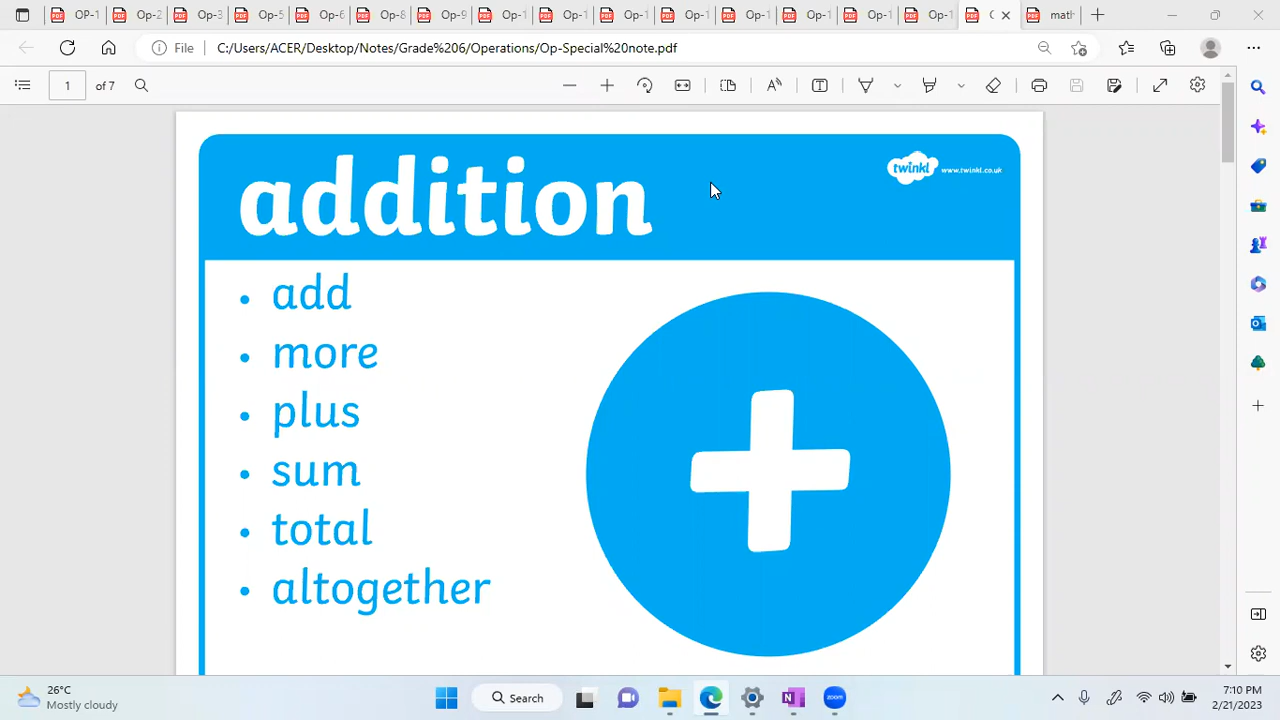 OP-1 Op-2 Op-3 Op-5 Op-6 Op-8 Op-9 Op-1 Op-1 Op-1 Op-1 Op-1 Op-1 Op-1 Op-1 math
File C:/Users/ACER/Desktop/Notes/Grade%206/Operations/Op-Special%20note.pdf
1 of 7
addition
twinkl www.twinkl.co.uk
• add
• more
• plus
• sum
• total
• altogether
26°C
Mostly cloudy
Search
zoom
7:10 PM
2/21/2023